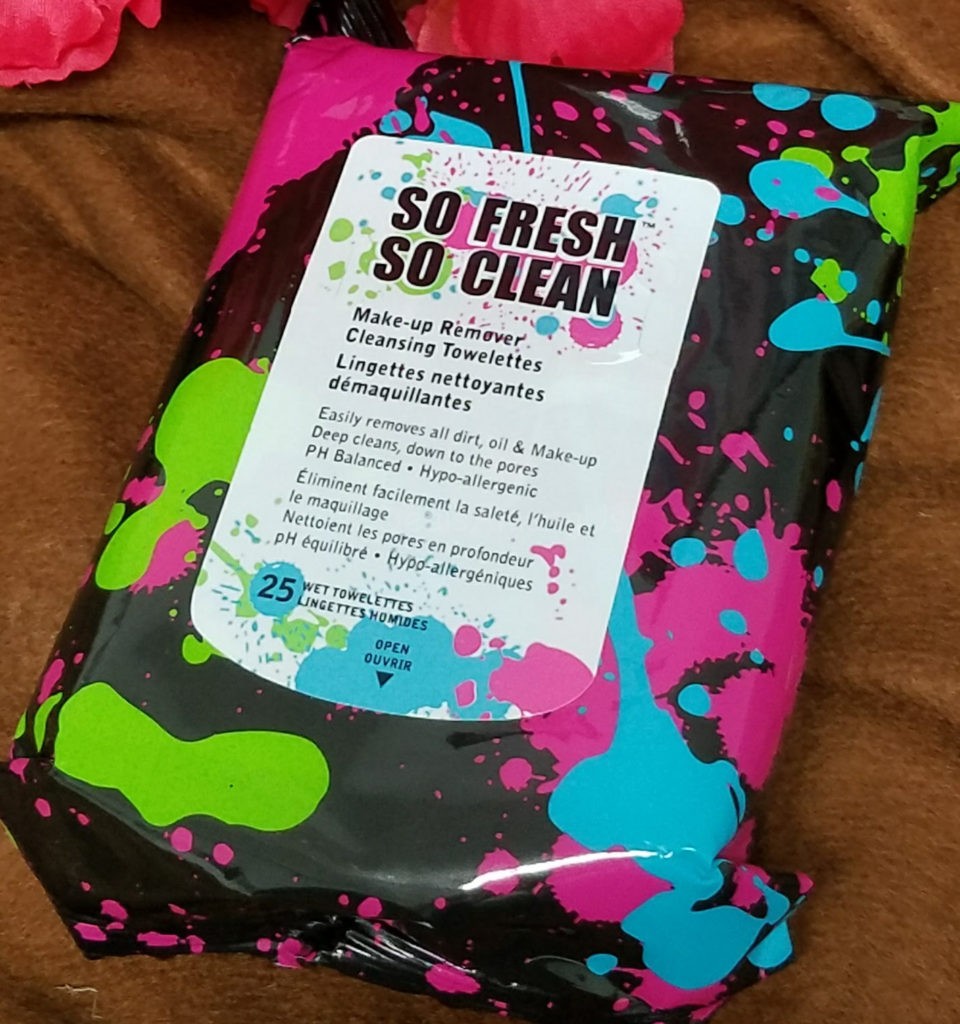 SO FRESH™
SO CLEAN
Make-up Remover
Cleansing Towelettes
Lingettes nettoyantes
démaquillantes
Easily removes all dirt, oil & Make-up
Deep cleans, down to the pores
PH Balanced • Hypo-allergenic
Éliminent facilement la saleté, l'huile et
le maquillage
Nettoient les pores en profondeur
pH équilibré • Hypo-allergéniques
25 WET TOWELETTES
LINGETTES HUMIDES
OPEN
OUVRIR